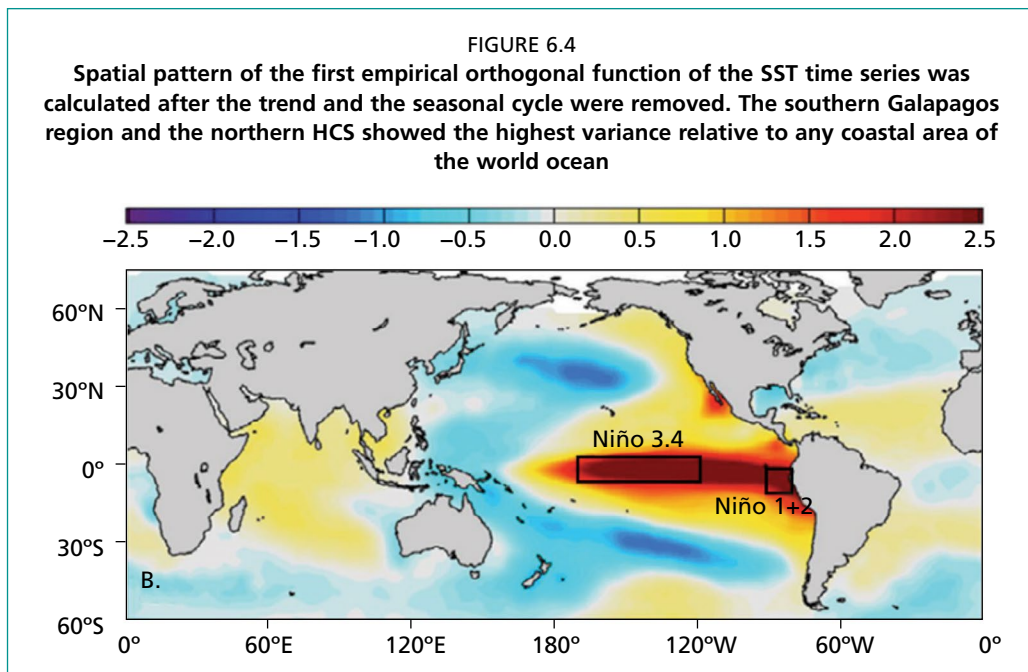 FIGURE 6.4
Spatial pattern of the first empirical orthogonal function of the SST time series was
calculated after the trend and the seasonal cycle were removed. The southern Galapagos
region and the northern HCS showed the highest variance relative to any coastal area of
the world ocean
−2.5 −2.0 −1.5 −1.0 −0.5 0.0 0.5 1.0 1.5 2.0 2.5
60°N
30°N
Niño 3.4
0°
Niño 1+2
30°S
B.
60°S
0° 60°E 120°E 180° 120°W 60°W 0°